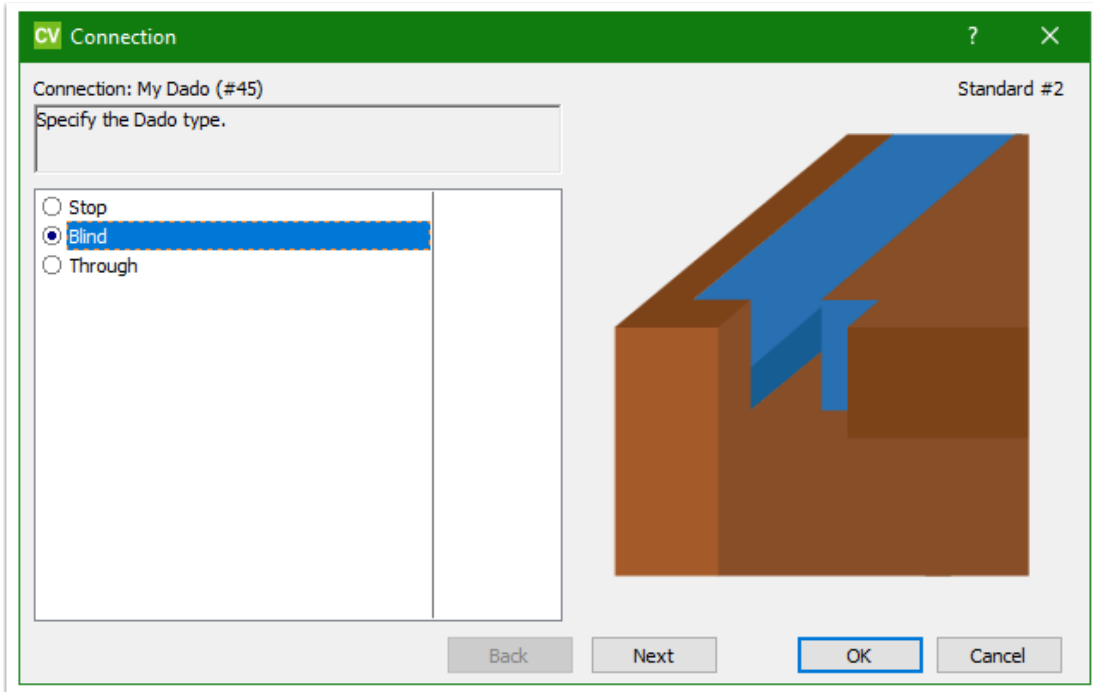 CV Connection ?
Connection: My Dado (#45) Standard #2
Specify the Dado type.
Stop
Blind
Through
Back Next OK Cancel